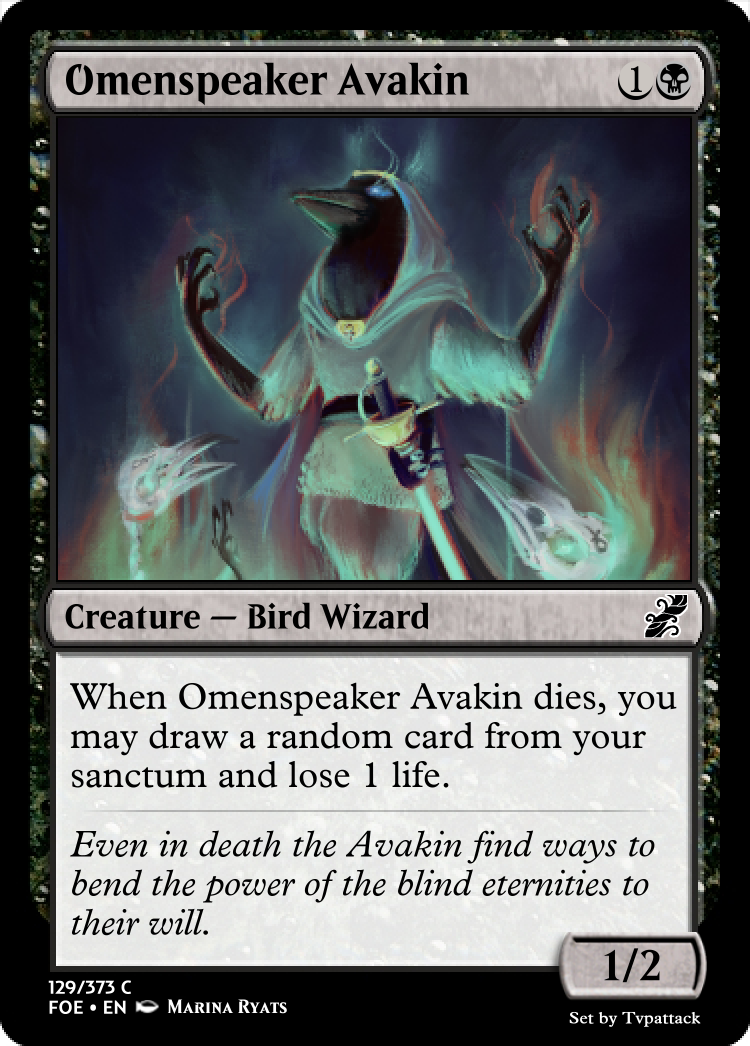 Omenspeaker Avakin 1
Creature — Bird Wizard
When Omenspeaker Avakin dies, you
may draw a random card from your
sanctum and lose 1 life.
Even in death the Avakin find ways to
bend the power of the blind eternities to
their will.
1/2
129/373 C
FOE • EN Marina Ryats
Set by Tvpattack